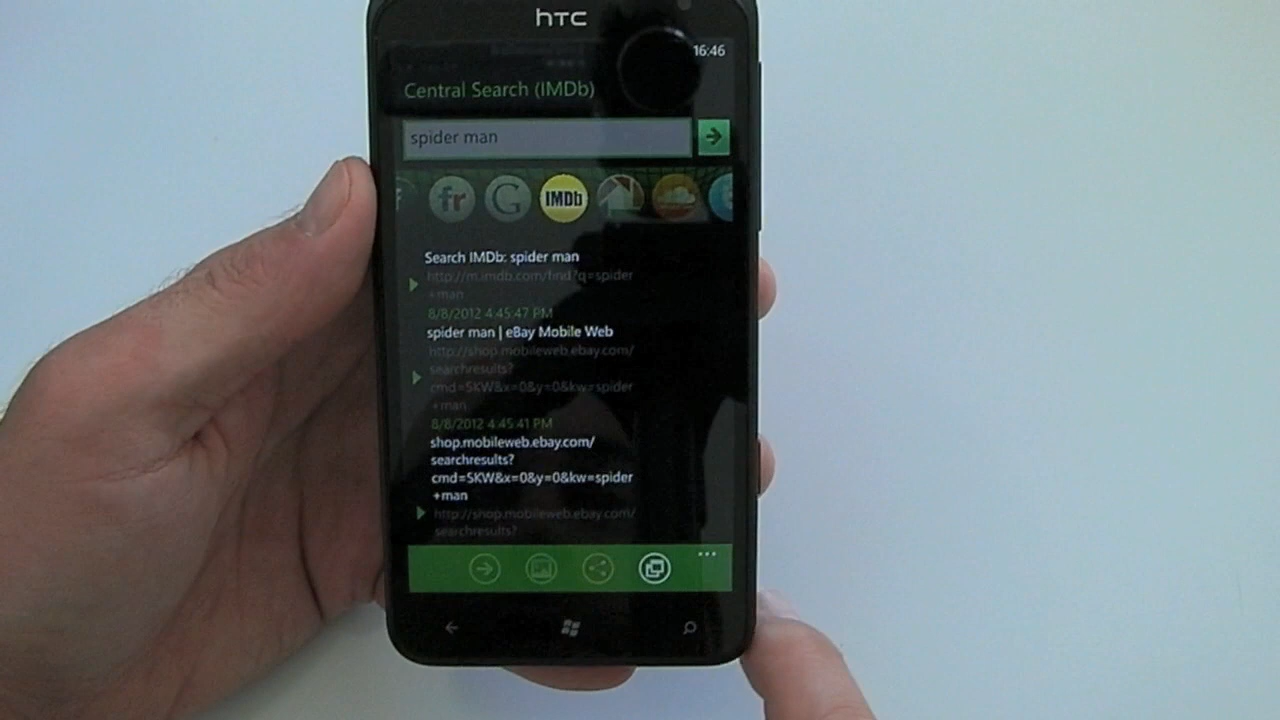 hTC
16:46
Central Search (IMDb)
spider man
fr G IMDb
Search IMDb: spider man
http://m.imdb.com/find?q=spider
+man
8/8/2012 4:45:47 PM
spider man | eBay Mobile Web
http://shop.mobileweb.ebay.com/
searchresults?
cmd=SKW&x=0&y=0&kw=spider
+man
8/8/2012 4:45:41 PM
shop.mobileweb.ebay.com/
searchresults?
cmd=SKW&x=0&y=0&kw=spider
+man
http://shop.mobileweb.ebay.com/
searchresults?